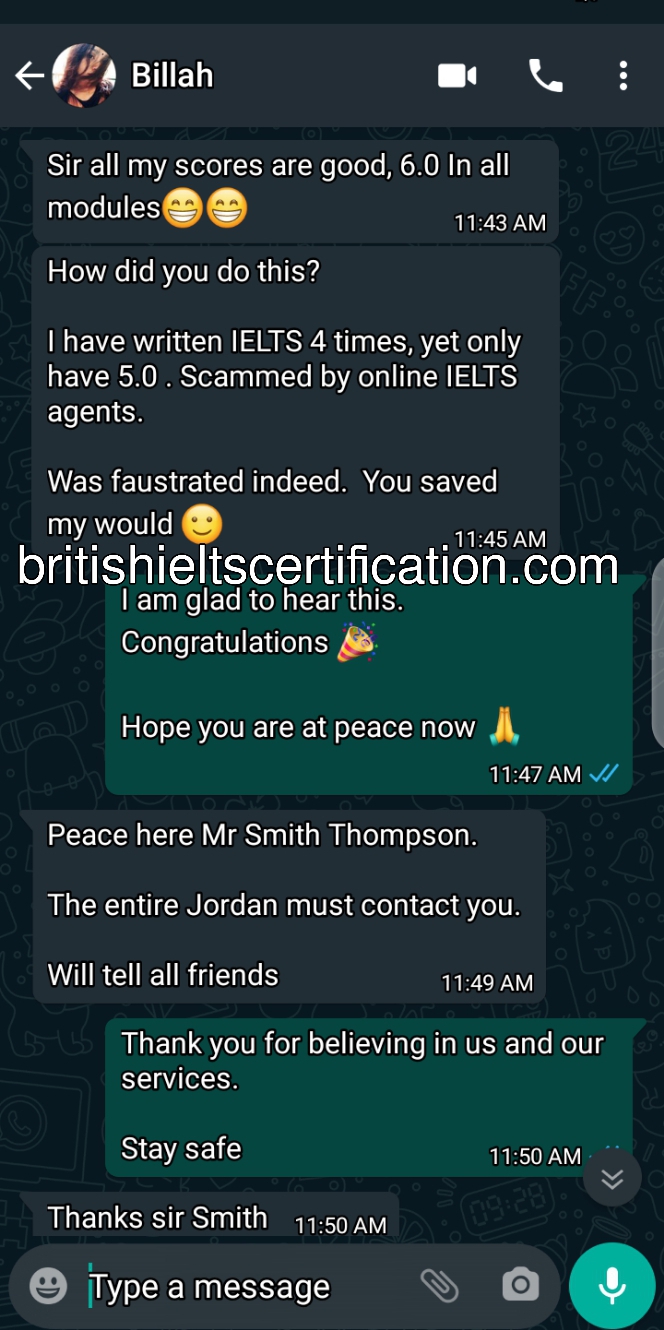 Billah
Sir all my scores are good, 6.0 In all
modules😁😁
11:43 AM
How did you do this?
I have written IELTS 4 times, yet only
have 5.0 . Scammed by online IELTS
agents.
Was faustrated indeed.  You saved
my would 🙂
11:45 AM
britishieltscertification.com
I am glad to hear this.
Congratulations 🎉
Hope you are at peace now 🙏
11:47 AM
Peace here Mr Smith Thompson.
The entire Jordan must contact you.
Will tell all friends
11:49 AM
Thank you for believing in us and our
services.
Stay safe
11:50 AM
Thanks sir Smith 11:50 AM
Type a message